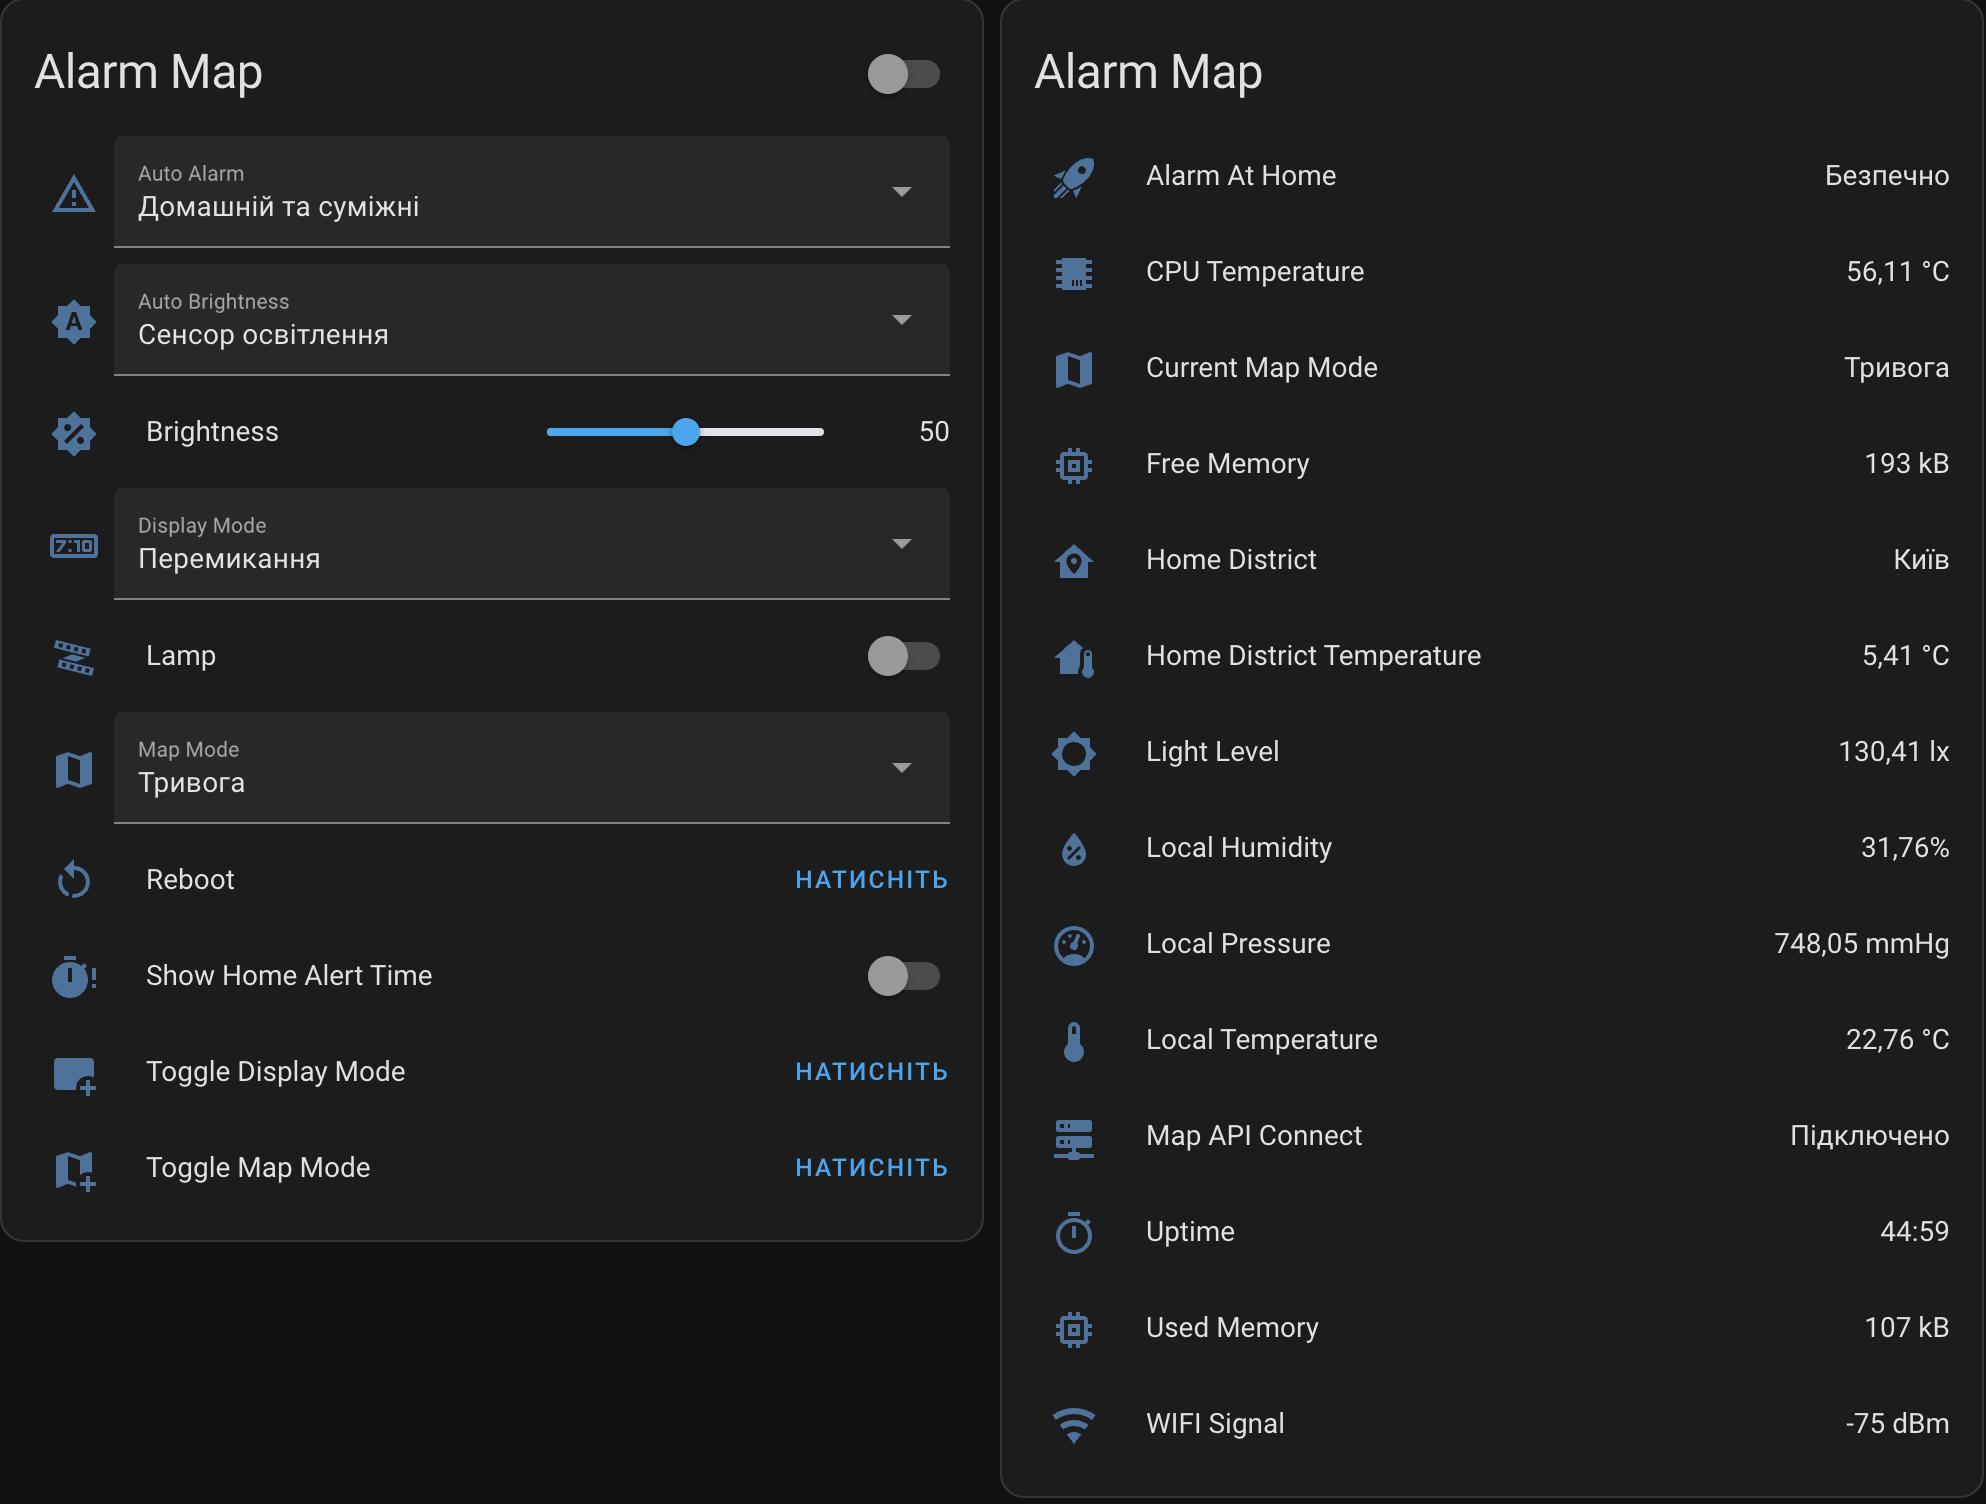 Alarm Map
Auto Alarm
Домашній та суміжні
A
Auto Brightness
Сенсор освітлення
Brightness
50
7:10
Display Mode
Перемикання
Lamp
Map Mode
Тривога
Reboot
НАТИСНІТЬ
Show Home Alert Time
Toggle Display Mode
НАТИСНІТЬ
Toggle Map Mode
НАТИСНІТЬ
Alarm Map
Alarm At Home
Безпечно
CPU Temperature
56,11 °C
Current Map Mode
Тривога
Free Memory
193 kB
Home District
Київ
Home District Temperature
5,41 °C
Light Level
130,41 lx
Local Humidity
31,76%
Local Pressure
748,05 mmHg
Local Temperature
22,76 °C
Map API Connect
Підключено
Uptime
44:59
Used Memory
107 kB
WIFI Signal
-75 dBm